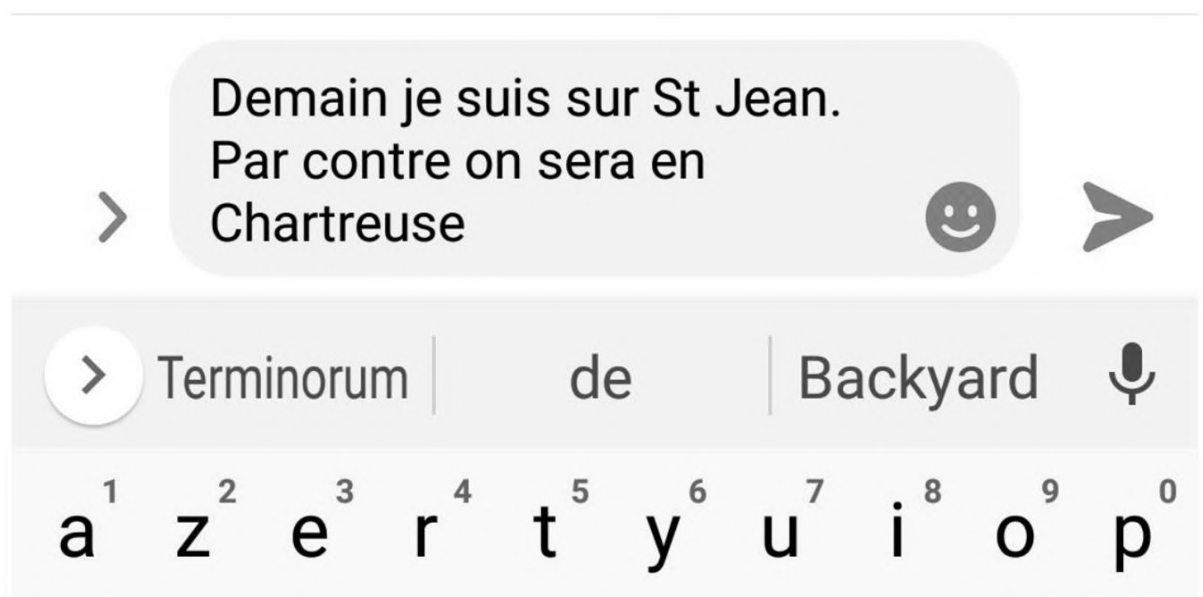 Demain je suis sur St Jean.
Par contre on sera en
Chartreuse
Terminorum de Backyard
1 2 3 4 5 6 7 8 9 0
a z e r t y u i o p